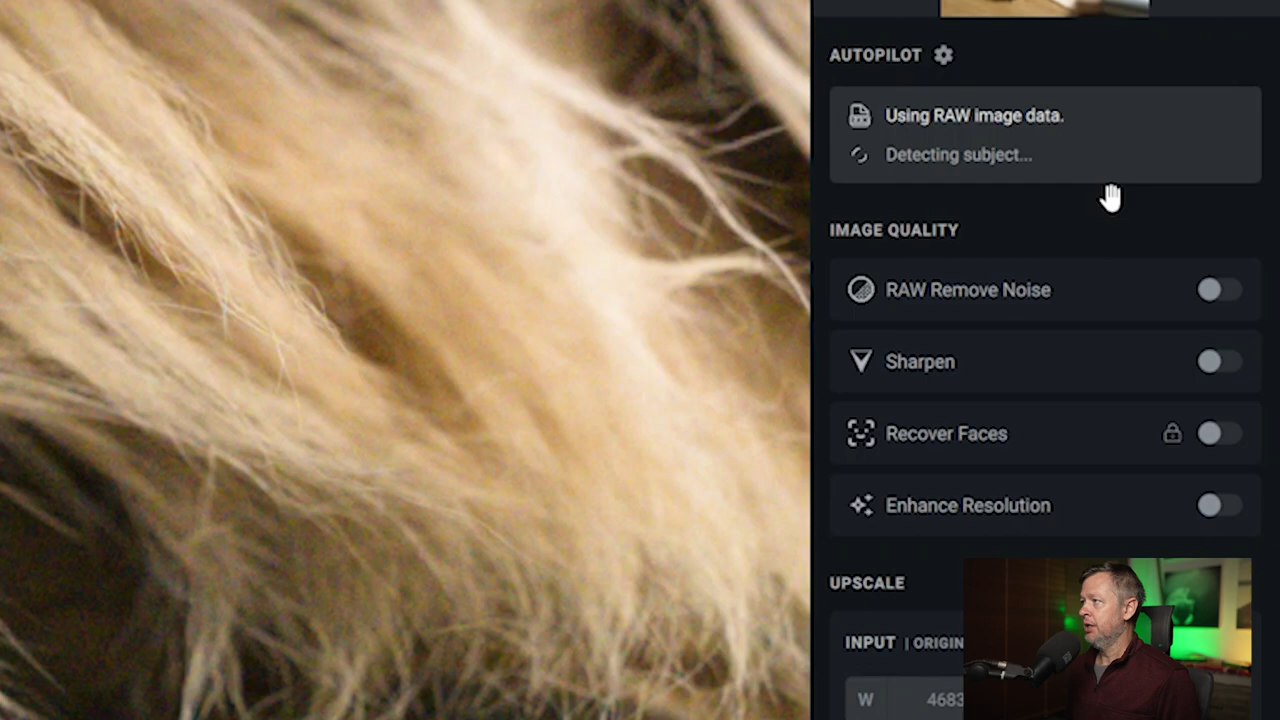 AUTOPILOT
Using RAW image data.
Detecting subject...
IMAGE QUALITY
RAW Remove Noise
Sharpen
Recover Faces
Enhance Resolution
UPSCALE
INPUT | ORIGIN
W 4683